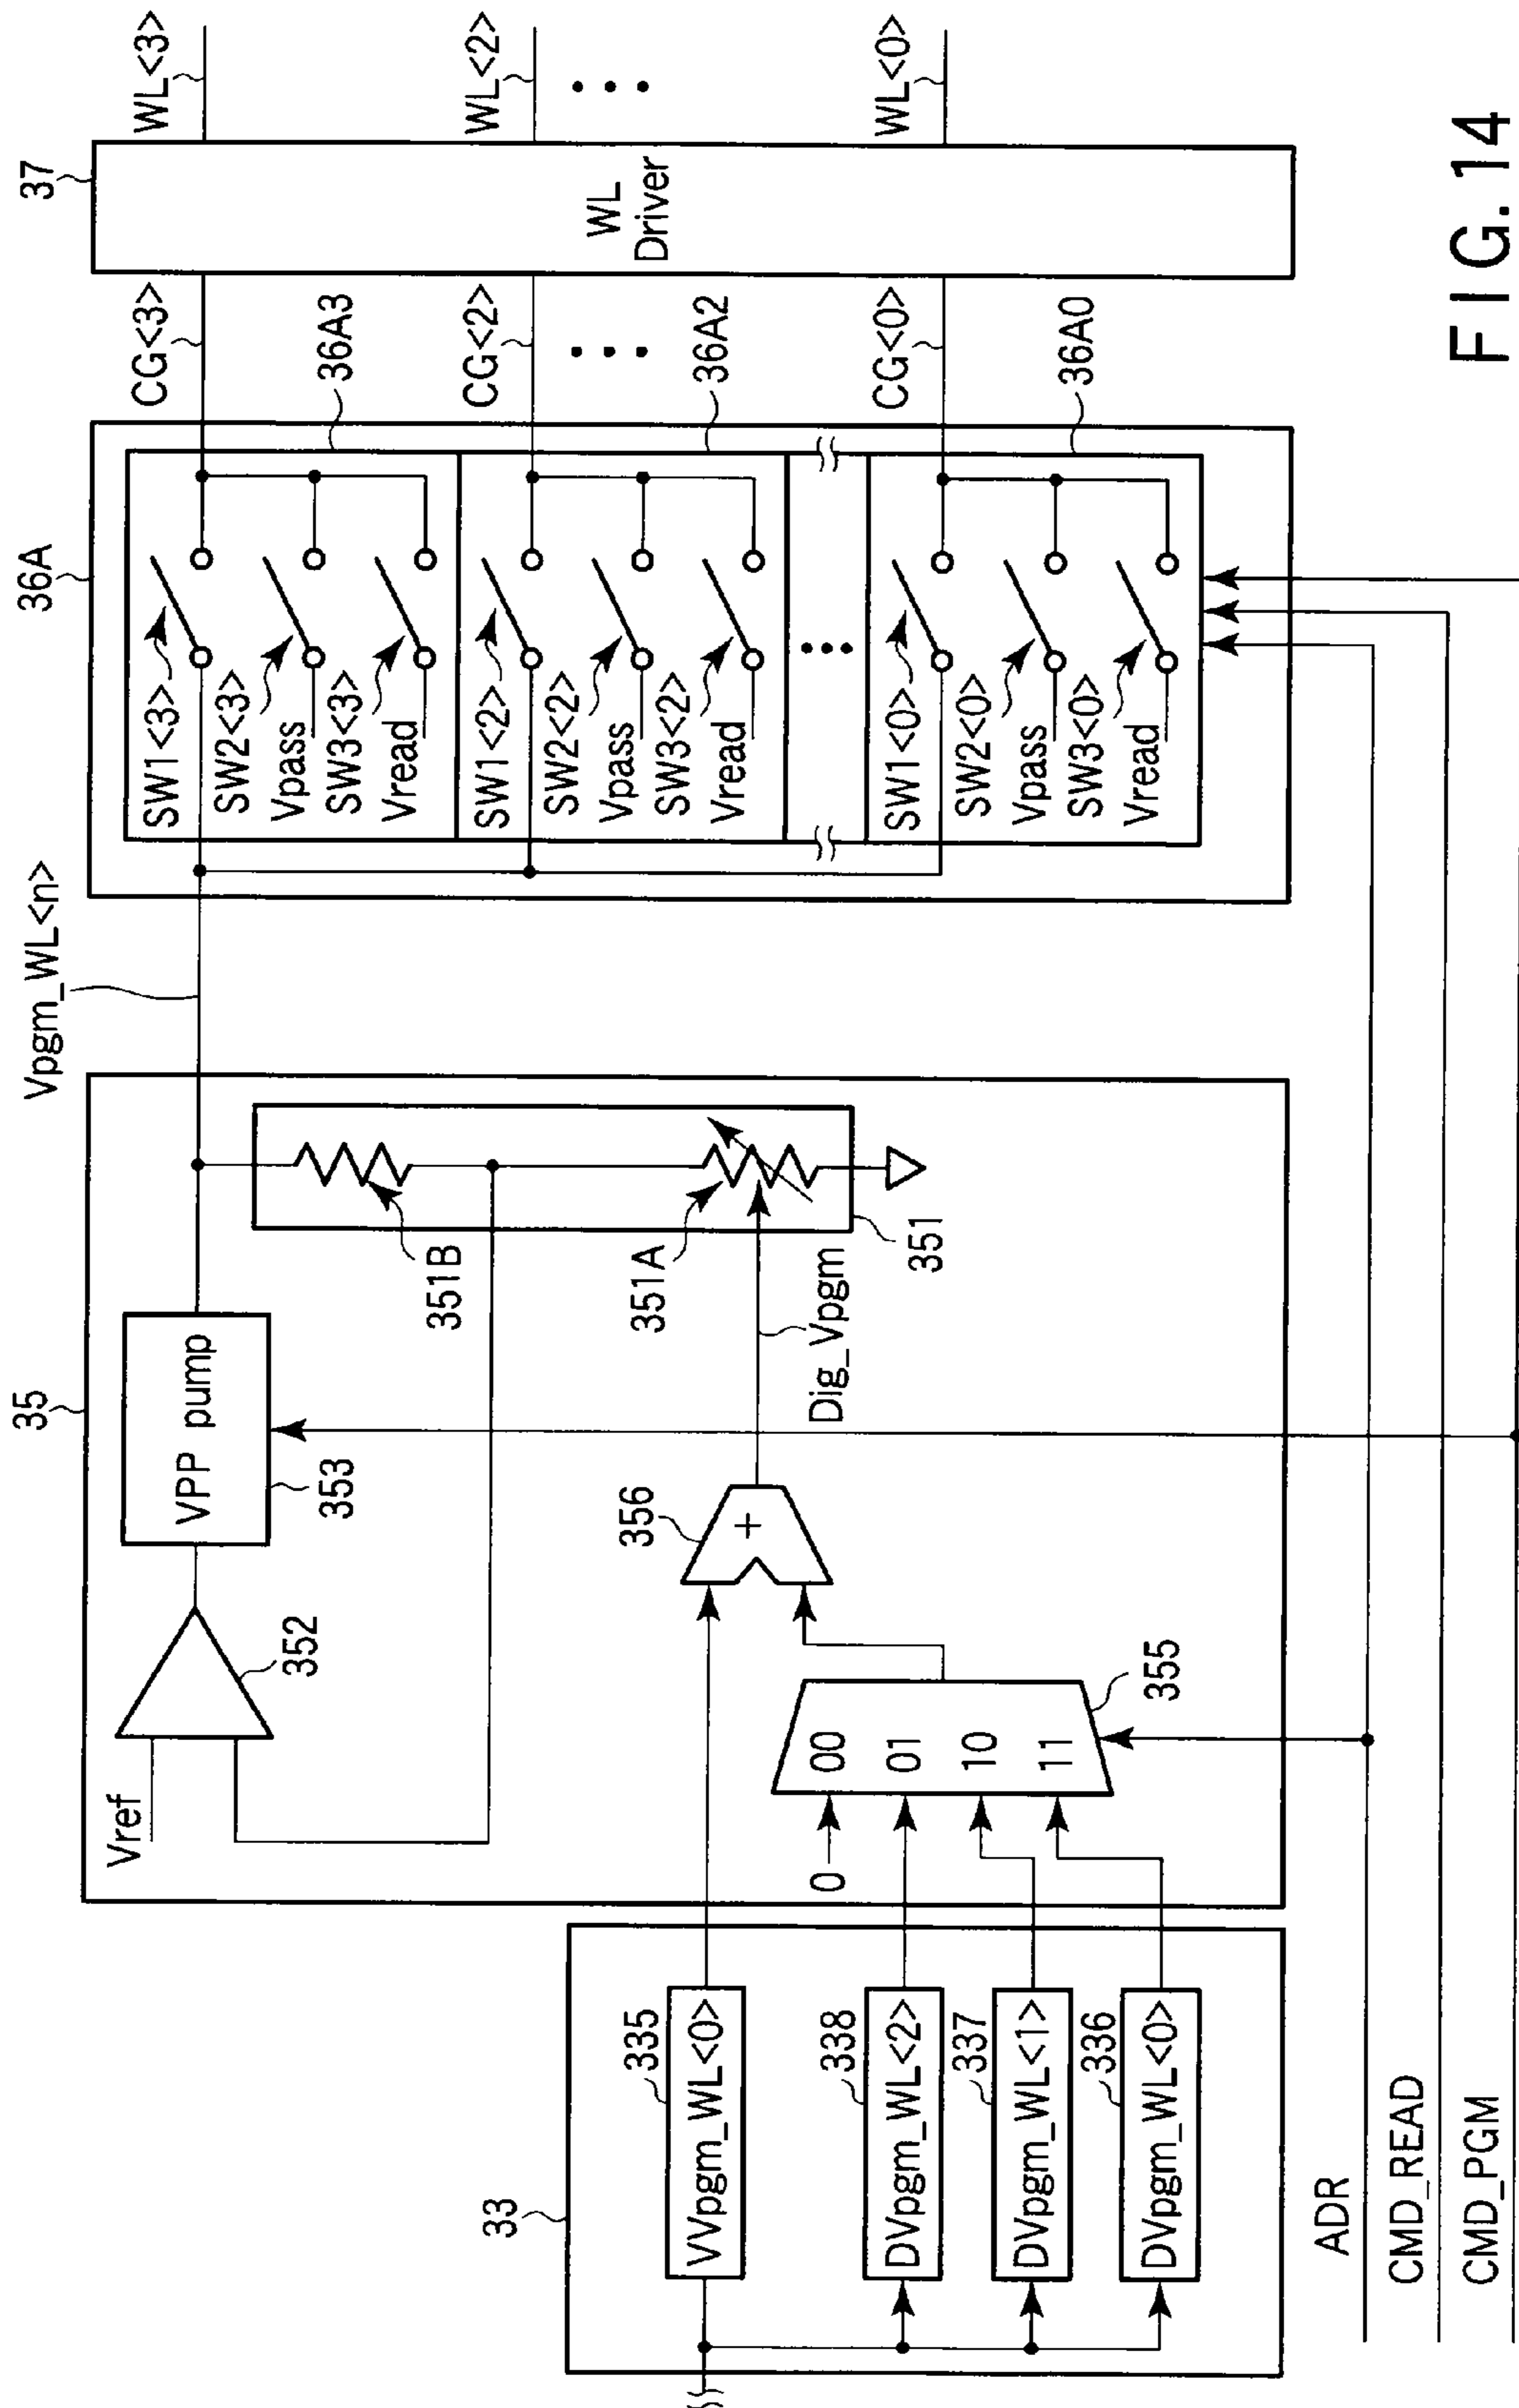 33
335
VVpgm_WL<0>
338
DVpgm_WL<2>
337
DVpgm_WL<1>
336
DVpgm_WL<0>
ADR
CMD_READ
CMD_PGM
35
Vref
352
VPP pump
353
351B
351A
351
Dig_Vpgm
356
+
0
00
01
10
11
355
Vpgm_WL<n>
36A
SW1<3>
SW2<3>
Vpass
SW3<3>
Vread
SW1<2>
SW2<2>
Vpass
SW3<2>
Vread
SW1<0>
SW2<0>
Vpass
SW3<0>
Vread
CG<3>
36A3
CG<2>
36A2
CG<0>
36A0
37
WL
Driver
WL<3>
WL<2>
WL<0>
FIG. 14